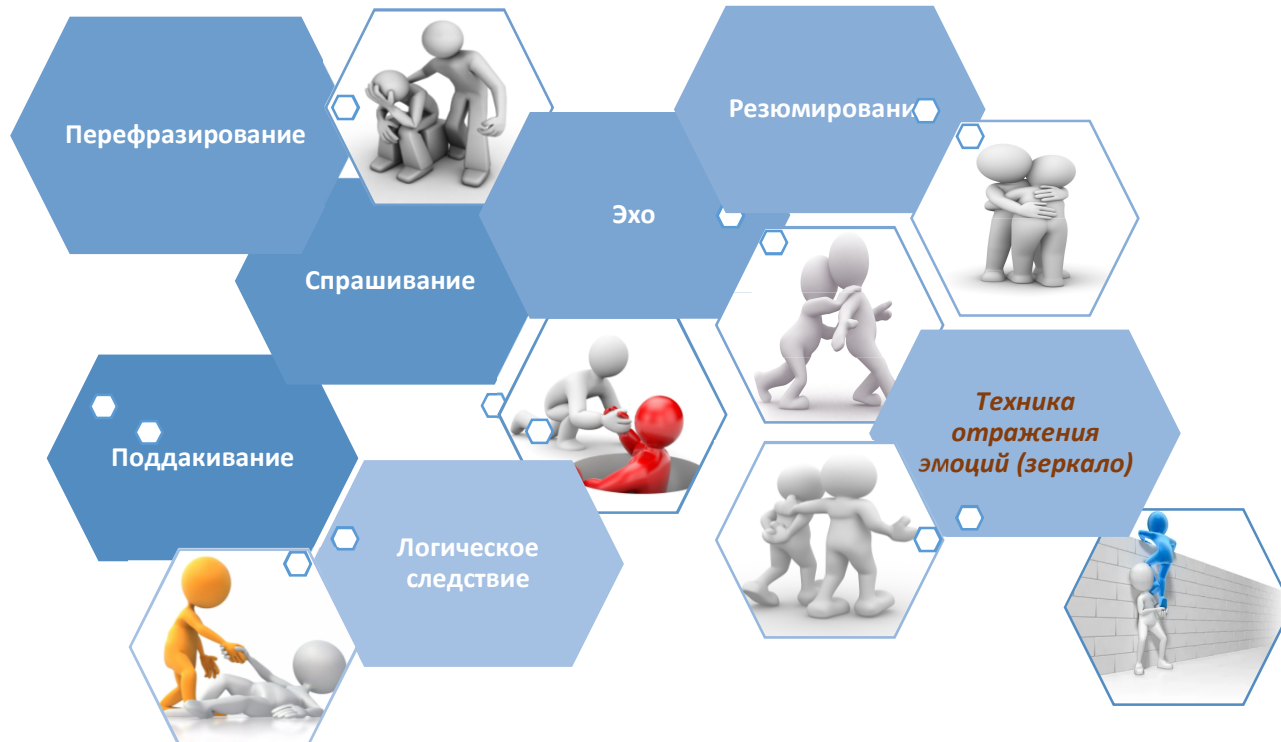 Перефразирование
Резюмировани
Эхо
Спрашивание
Техника
отражения
эмоций (зеркало)
Поддакивание
Логическое
следствие